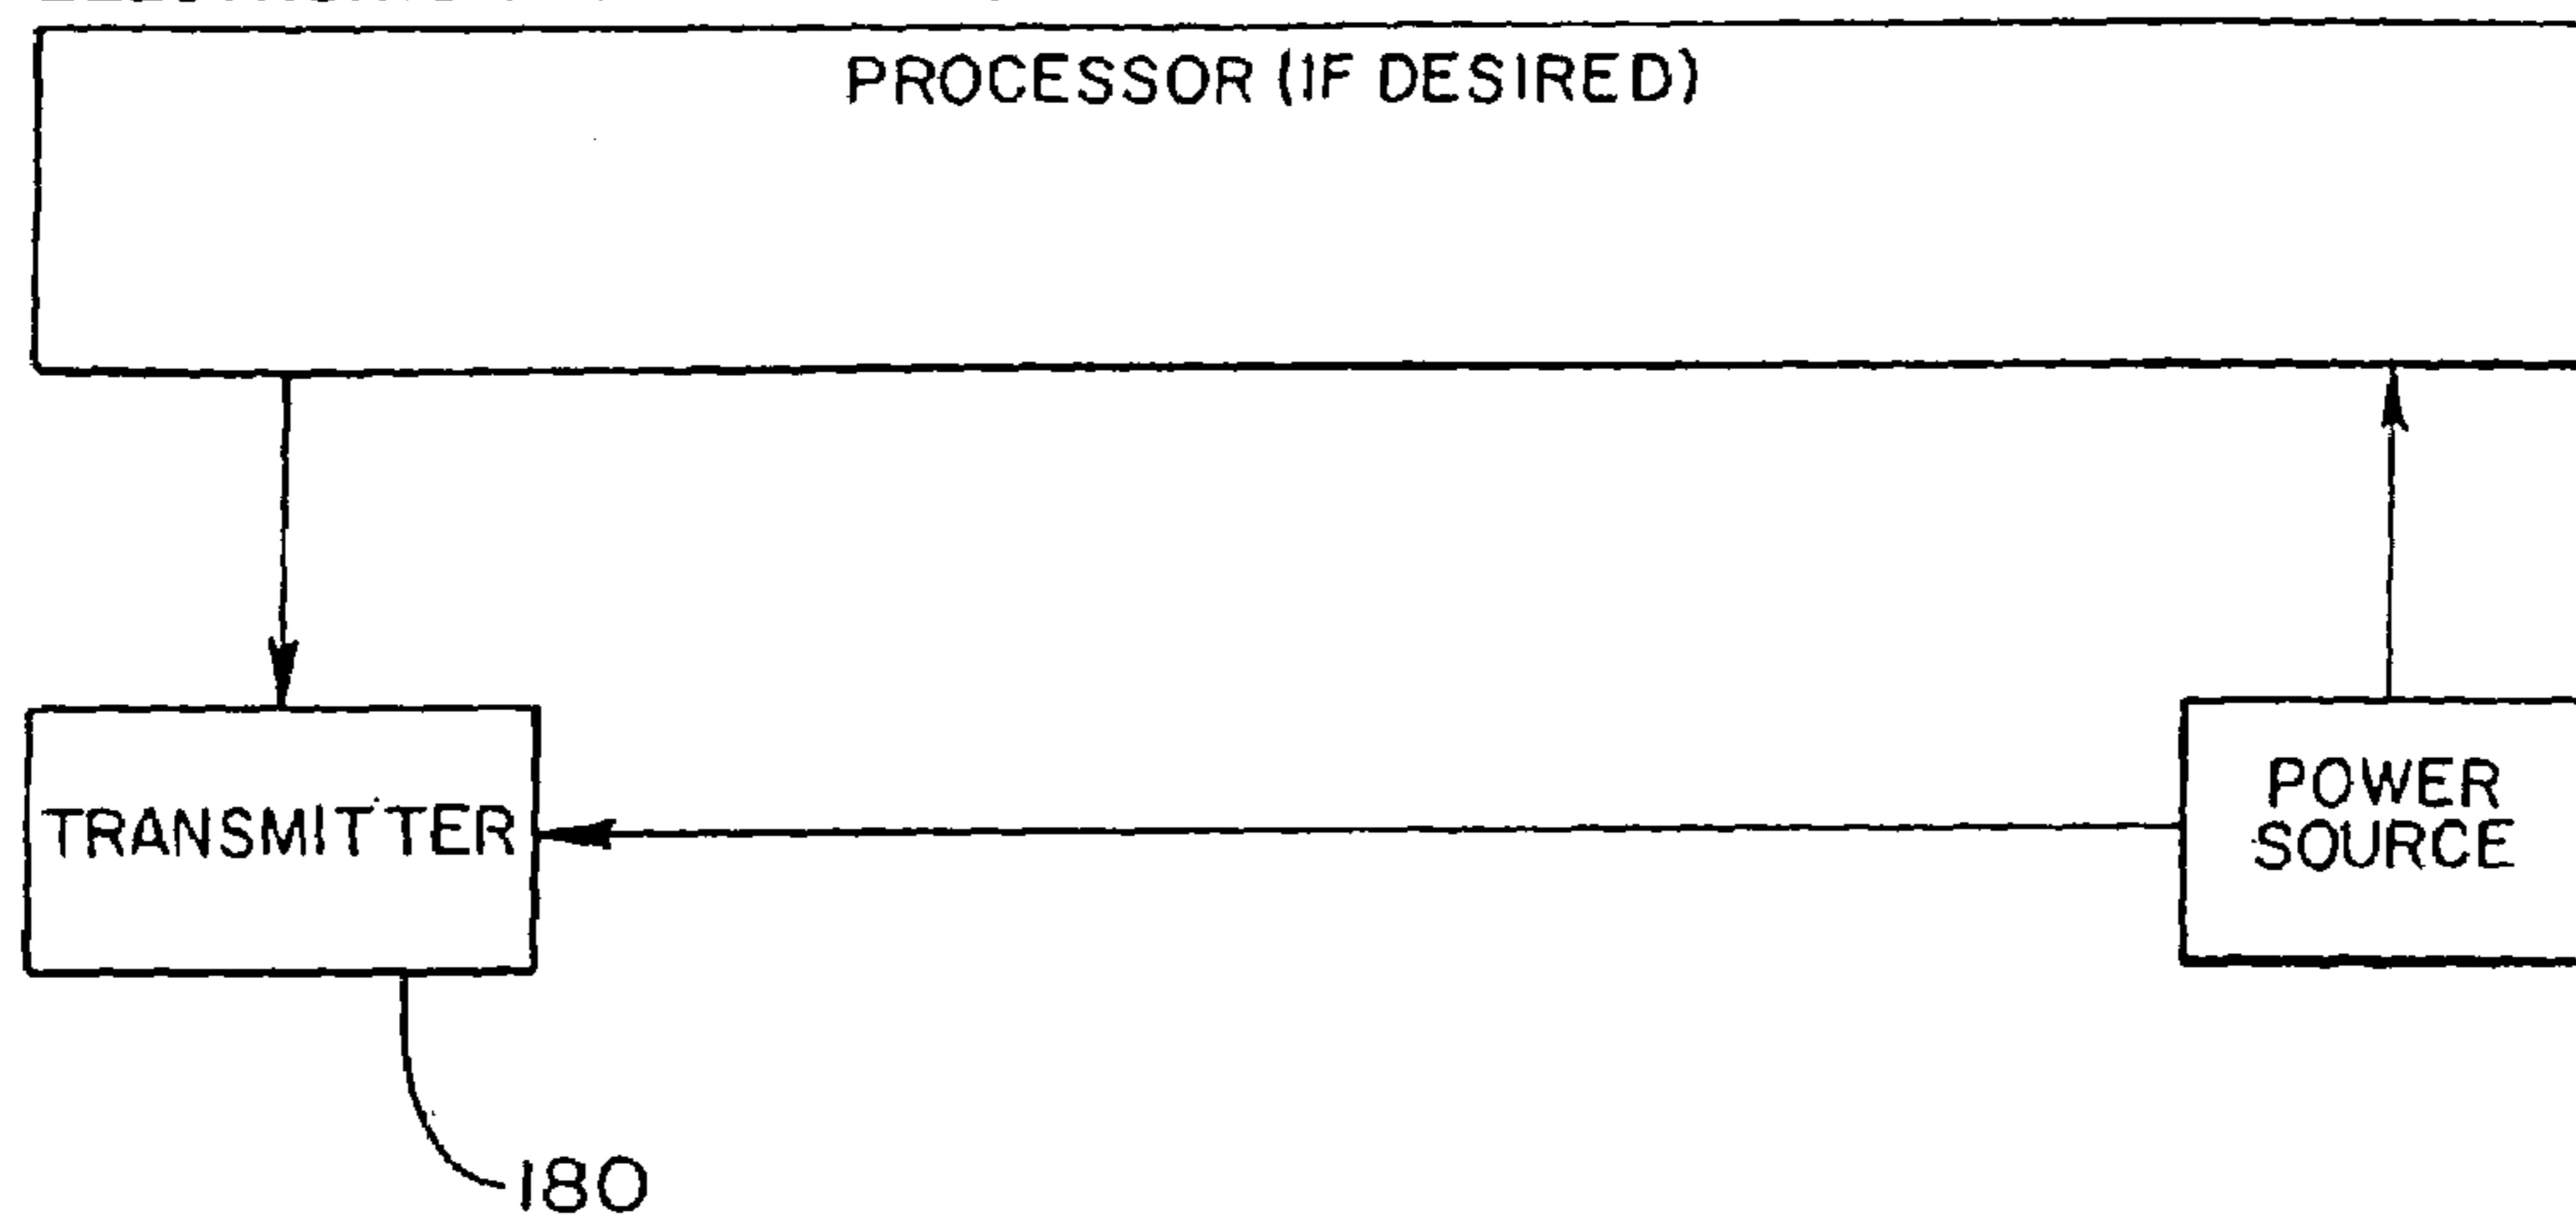 PROCESSOR (IF DESIRED)
TRANSMITTER
POWER
SOURCE
180